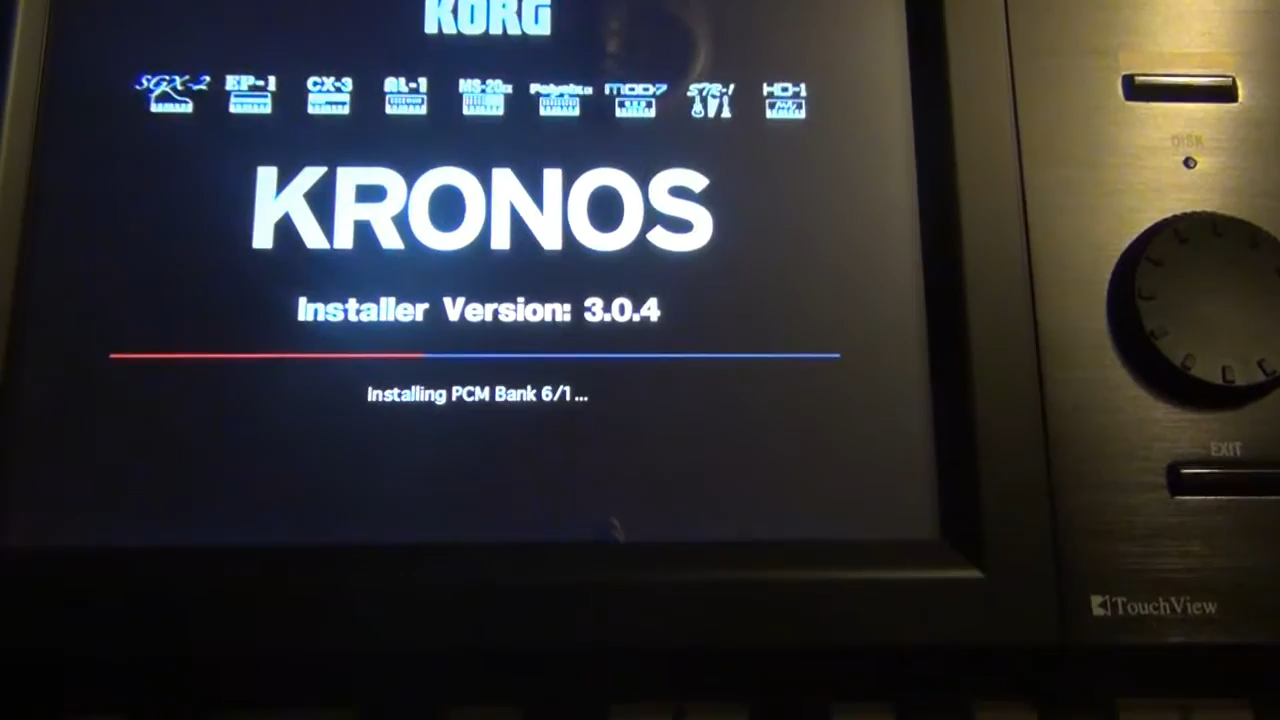 KORG
SGX-2 EP-1 CX-3 AL-1 MS-20EX PolysixEX MOD-7 STR-1 HD-1
KRONOS
Installer Version: 3.0.4
Installing PCM Bank 6/1...
DISK
EXIT
TouchView